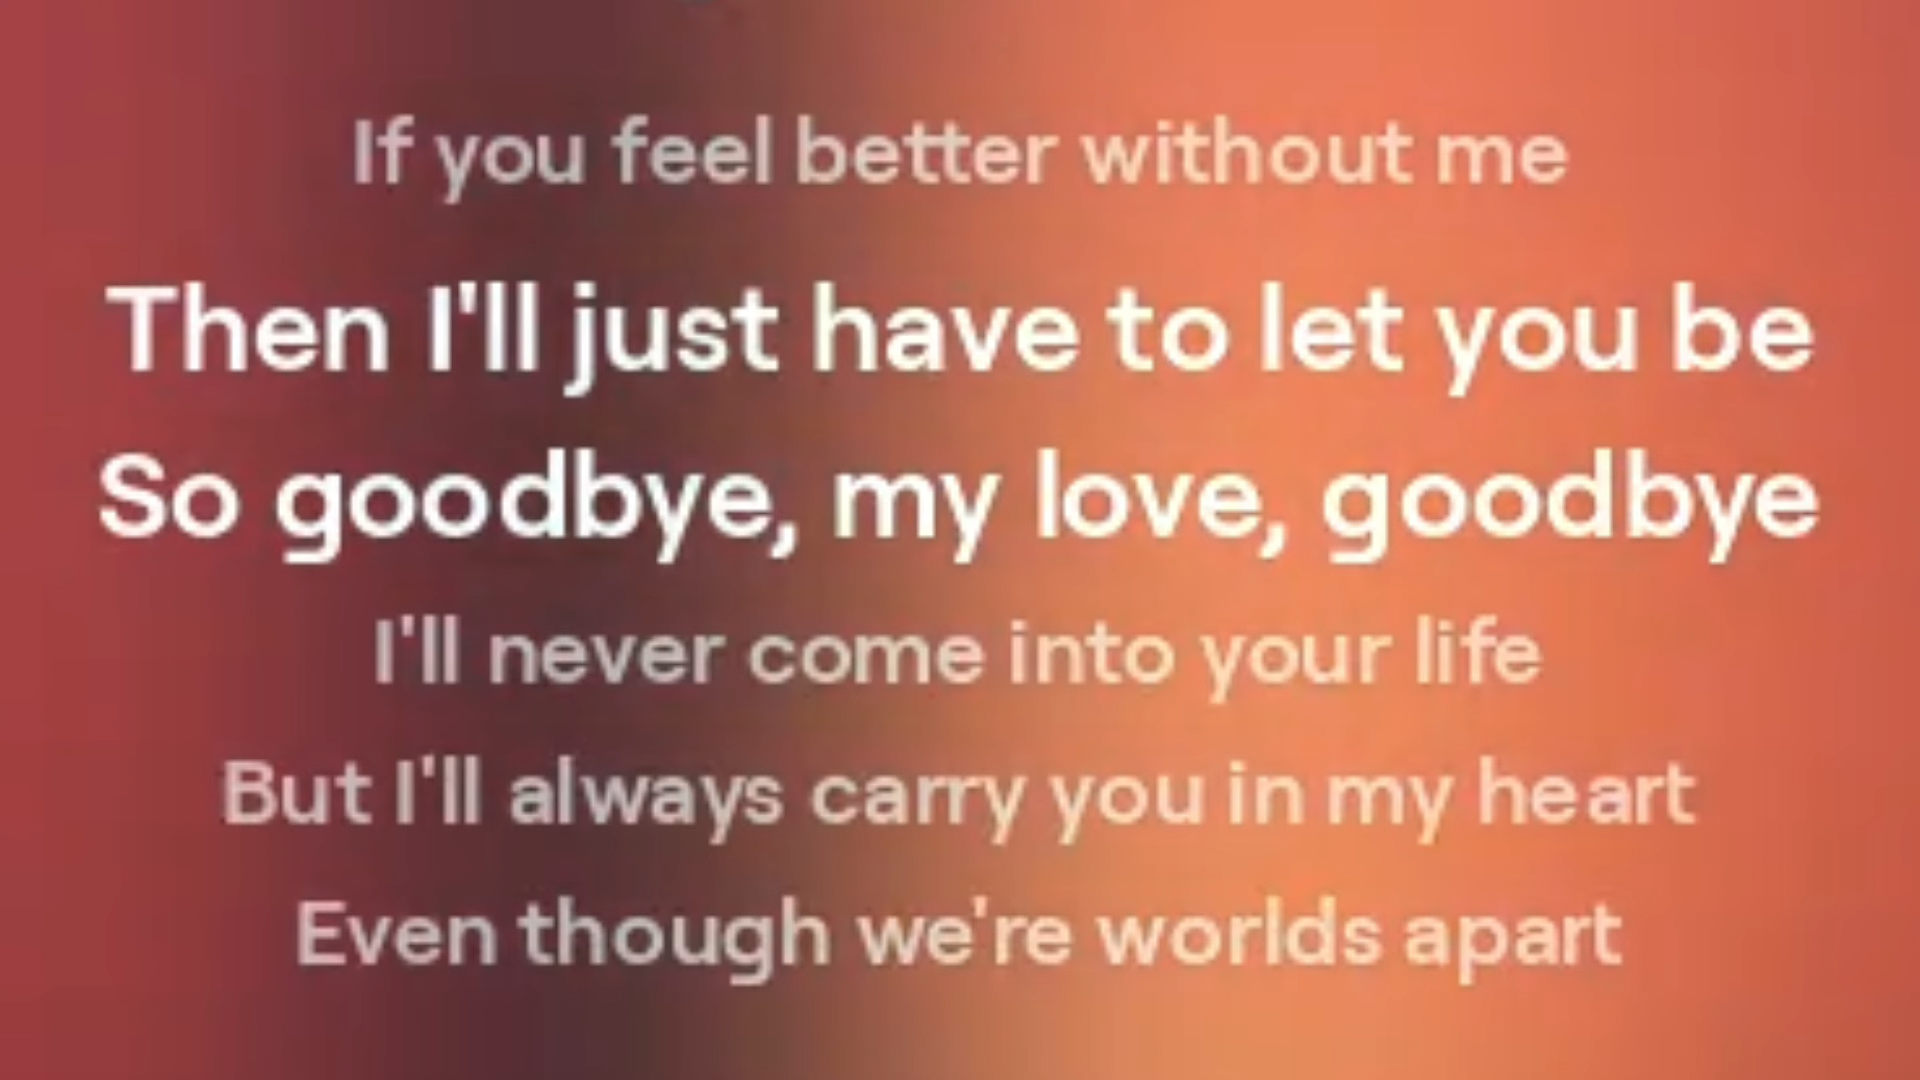 If you feel better without me
Then I'll just have to let you be
So goodbye, my love, goodbye
I'll never come into your life
But I'll always carry you in my heart
Even though we're worlds apart